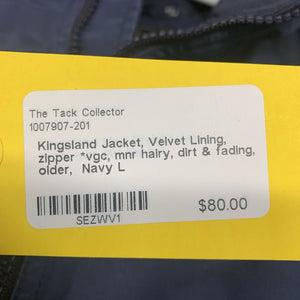 The Tack Collector
1007907-201
Kingsland Jacket, Velvet Lining,
zipper *vgc, mnr hairy, dirt & fading,
older, Navy L
SEZWV1
$80.00